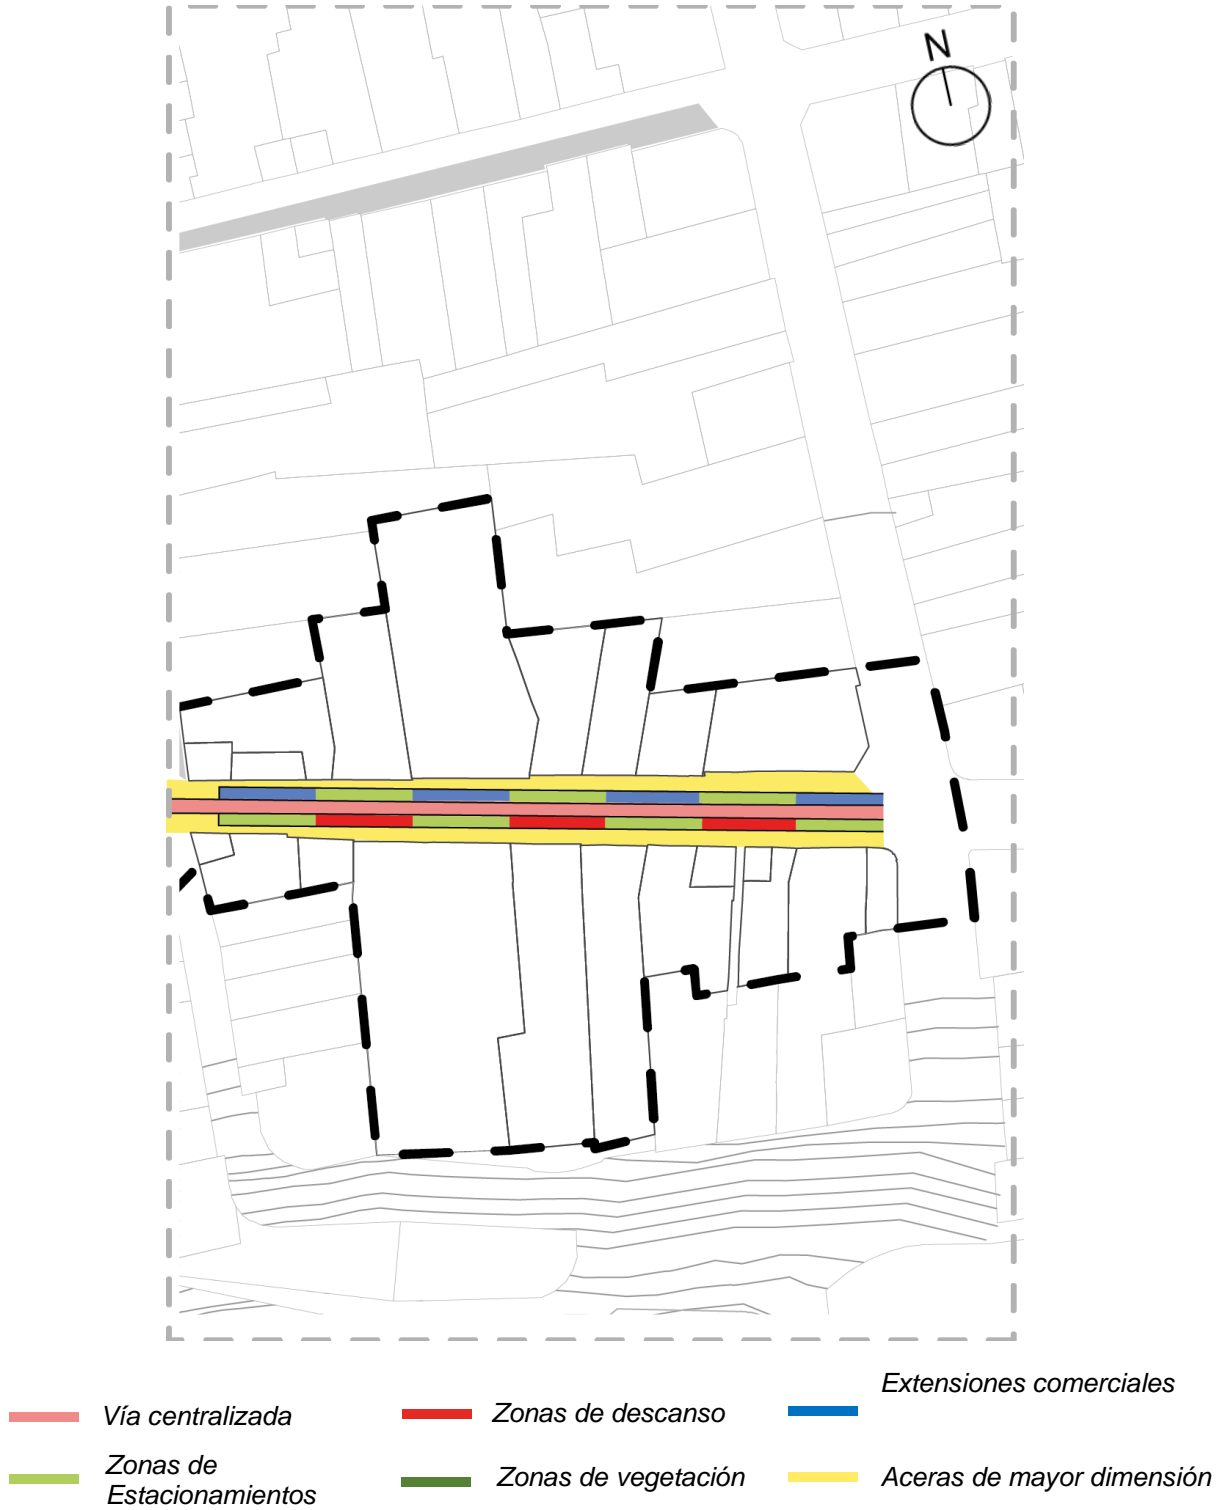 N
Extensiones comerciales
Vía centralizada
Zonas de descanso
Zonas de
Estacionamientos
Zonas de vegetación
Aceras de mayor dimensión